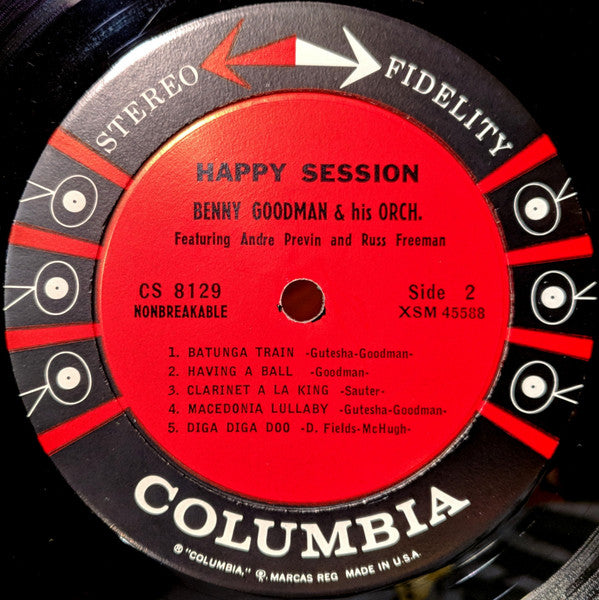 STEREO FIDELITY
HAPPY SESSION
BENNY GOODMAN & his ORCH.
Featuring Andre Previn and Russ Freeman
CS 8129
NONBREAKABLE
Side 2
XSM 45588
1. BATUNGA TRAIN -Gutesha-Goodman-
2. HAVING A BALL -Goodman-
3. CLARINET A LA KING -Sauter-
4. MACEDONIA LULLABY -Gutesha-Goodman-
5. DIGA DIGA DOO -D. Fields-McHugh-
COLUMBIA
® "COLUMBIA," Ⓡ. MARCAS REG MADE IN U.S.A.